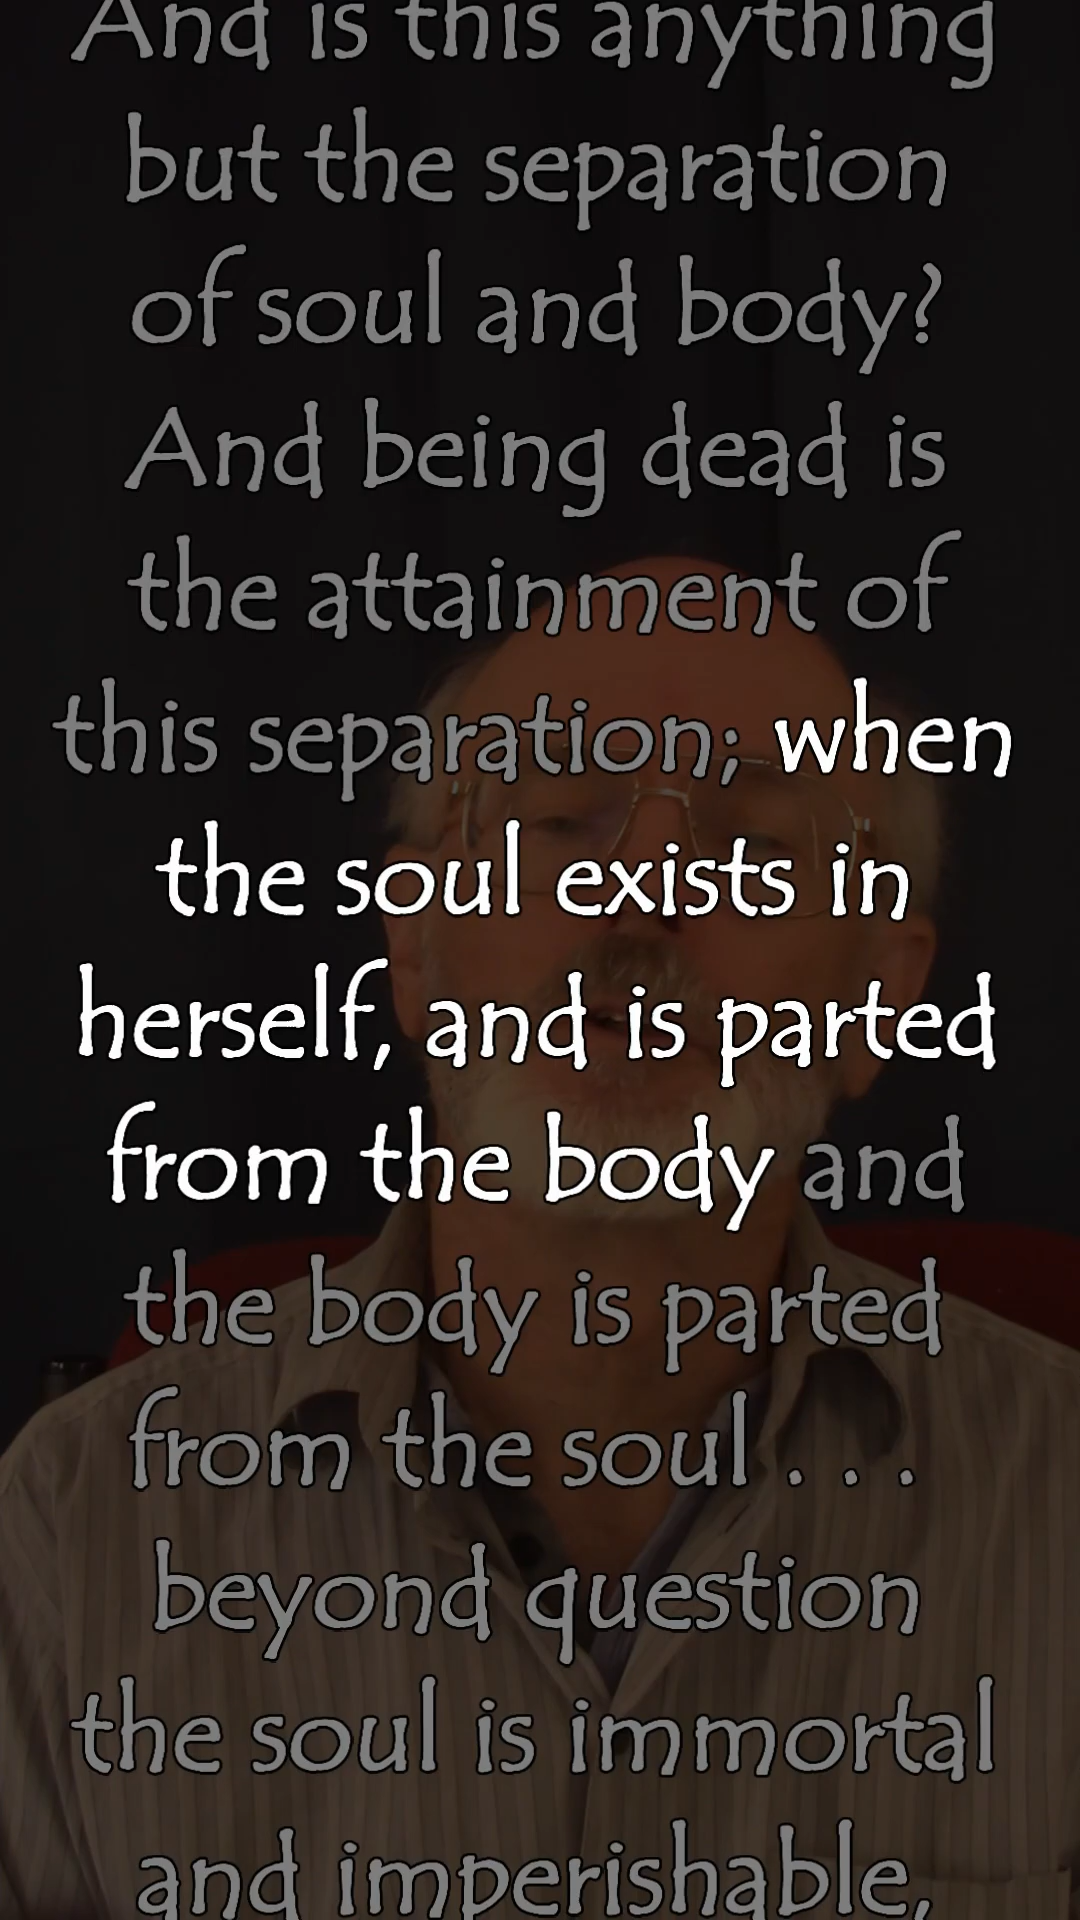 And is this anything
but the separation
of soul and body?
And being dead is
the attainment of
this separation; when
the soul exists in
herself, and is parted
from the body and
the body is parted
from the soul . . .
beyond question
the soul is immortal
and imperishable,